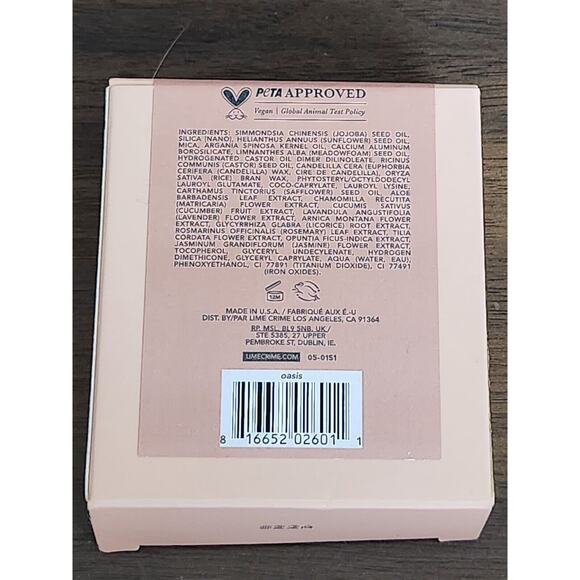 PeTA APPROVED
Vegan | Global Animal Test Policy
INGREDIENTS: SIMMONDSIA CHINENSIS (JOJOBA) SEED OIL,
SILICA [NANO], HELIANTHUS ANNUUS (SUNFLOWER) SEED OIL,
MICA, ARGANIA SPINOSA KERNEL OIL, CALCIUM ALUMINUM
BOROSILICATE, LIMNANTHES ALBA (MEADOWFOAM) SEED OIL,
HYDROGENATED CASTOR OIL DIMER DILINOLEATE, RICINUS
COMMUNIS (CASTOR) SEED OIL, CANDELILLA CERA (EUPHORBIA
CERIFERA (CANDELILLA) WAX, CIRE DE CANDELILLA), ORYZA
SATIVA (RICE) BRAN WAX, PHYTOSTERYL/OCTYLDODECYL
LAUROYL GLUTAMATE, COCO-CAPRYLATE, LAUROYL LYSINE,
CARTHAMUS TINCTORIUS (SAFFLOWER) SEED OIL, ALOE
BARBADENSIS LEAF EXTRACT, CHAMOMILLA RECUTITA
(MATRICARIA) FLOWER EXTRACT, CUCUMIS SATIVUS
(CUCUMBER) FRUIT EXTRACT, LAVANDULA ANGUSTIFOLIA
(LAVENDER) FLOWER EXTRACT, ARNICA MONTANA FLOWER
EXTRACT, GLYCYRRHIZA GLABRA (LICORICE) ROOT EXTRACT,
ROSMARINUS OFFICINALIS (ROSEMARY) LEAF EXTRACT, TILIA
CORDATA FLOWER EXTRACT, OPUNTIA FICUS-INDICA EXTRACT,
JASMINUM GRANDIFLORUM (JASMINE) FLOWER EXTRACT,
TOCOPHEROL, GLYCERYL UNDECYLENATE, HYDROGEN
DIMETHICONE, GLYCERYL CAPRYLATE, AQUA (WATER, EAU),
PHENOXYETHANOL, CI 77891 (TITANIUM DIOXIDE), CI 77491
(IRON OXIDES).
12M
MADE IN U.S.A. / FABRIQUÉ AUX É.-U
DIST. BY/PAR LIME CRIME LOS ANGELES, CA 91364
RP. MSL, BL9 5NB, UK /
STE 5385, 27 UPPER
PEMBROKE ST, DUBLIN, IE.
LIMECRIME.COM 05-0151
oasis
8 16652 02601 1